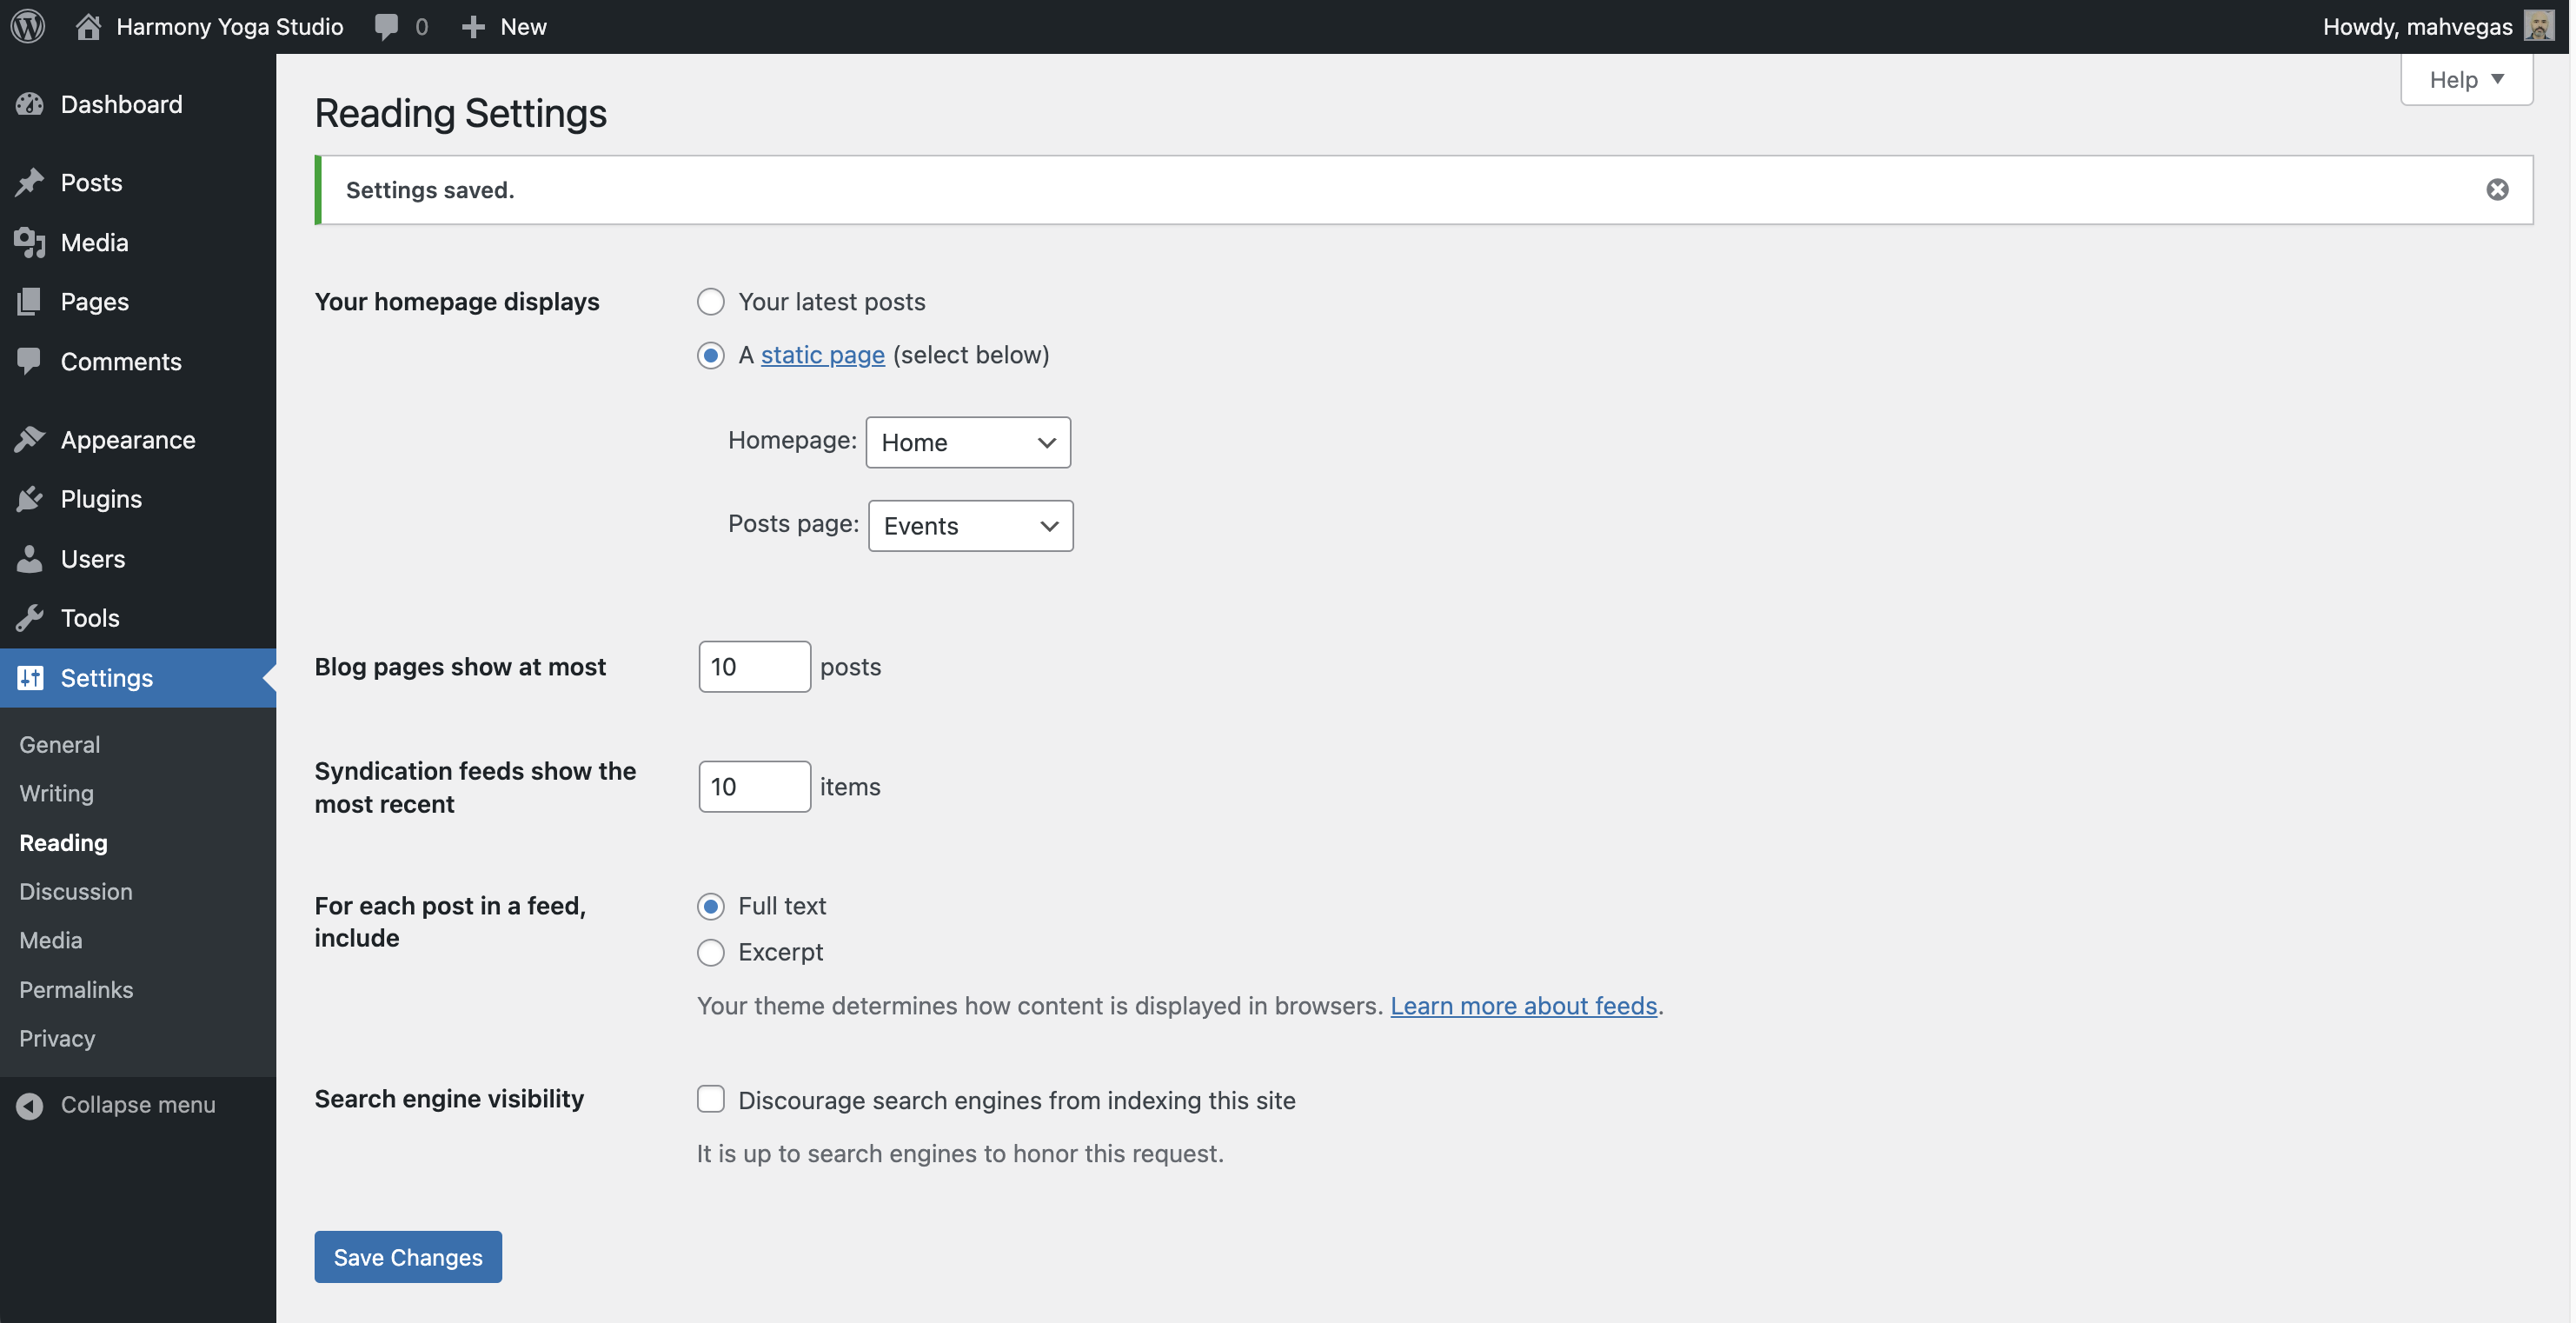 Harmony Yoga Studio 0 New Howdy, mahvegas
Help
Dashboard
Posts
Media
Pages
Comments
Appearance
Plugins
Users
Tools
Settings
General
Writing
Reading
Discussion
Media
Permalinks
Privacy
Collapse menu
Reading Settings
Settings saved.
Your homepage displays
Your latest posts
A static page (select below)
Homepage: Home
Posts page: Events
Blog pages show at most 10 posts
Syndication feeds show the
most recent
10 items
For each post in a feed,
include
Full text
Excerpt
Your theme determines how content is displayed in browsers. Learn more about feeds.
Search engine visibility
Discourage search engines from indexing this site
It is up to search engines to honor this request.
Save Changes